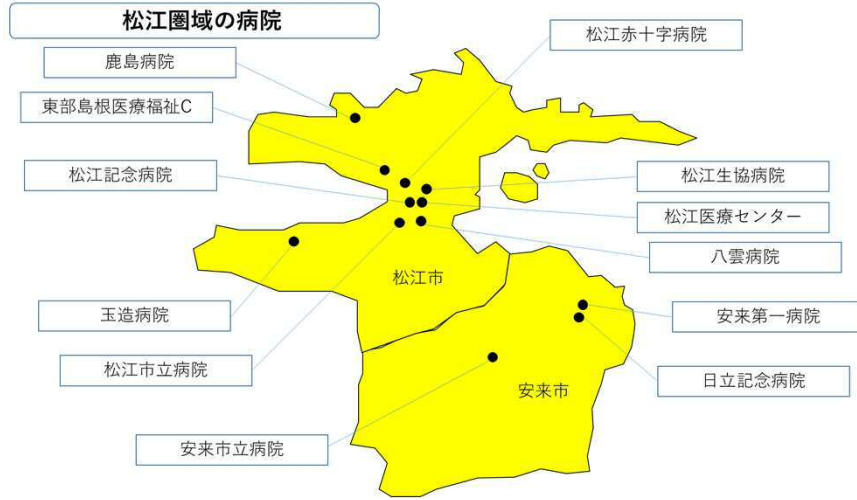 松江圏域の病院
松江赤十字病院
鹿島病院
東部島根医療福祉C
松江記念病院
松江生協病院
松江医療センター
八雲病院
松江市
玉造病院
安来第一病院
松江市立病院
日立記念病院
安来市
安来市立病院